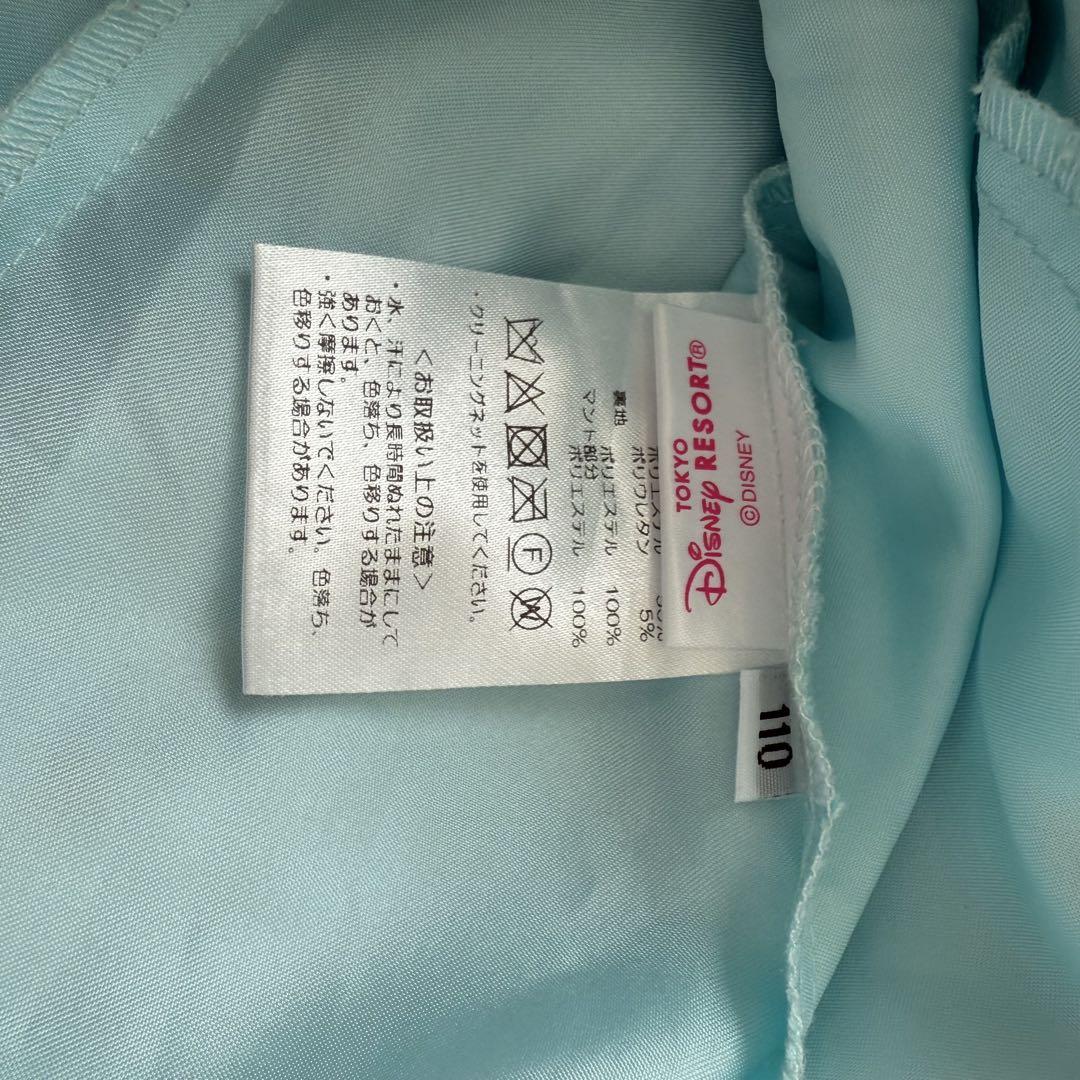 TOKYO
Disney RESORT®
©DISNEY
ポリエステル
ポリウレタン 5%
裏地
ポリエステル 100%
マント部分
ポリエステル 100%
・クリーニングネットを使用してください。
<お取扱い上の注意>
・水、汗により長時間ぬれたままにして
おくと、色落ち、色移りする場合が
あります。
・強く摩擦しないでください。色落ち、
色移りする場合があります。
110